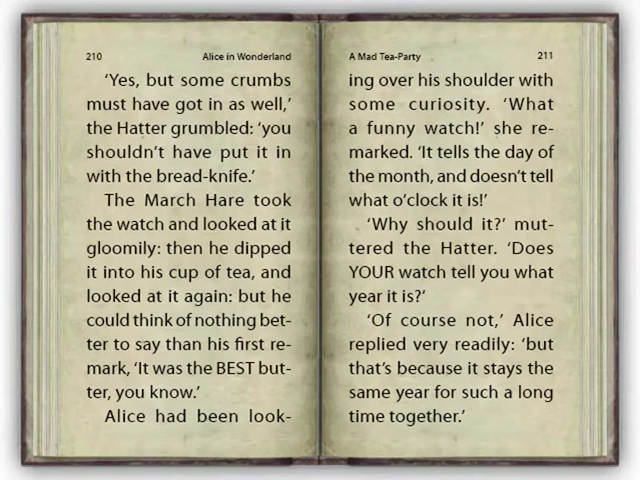 210
Alice in Wonderland
‘Yes, but some crumbs
must have got in as well,’
the Hatter grumbled: ‘you
shouldn’t have put it in
with the bread-knife.’
The March Hare took
the watch and looked at it
gloomily: then he dipped
it into his cup of tea, and
looked at it again: but he
could think of nothing bet-
ter to say than his first re-
mark, ‘It was the BEST but-
ter, you know.’
Alice had been look-
A Mad Tea-Party
211
ing over his shoulder with
some curiosity. ‘What
a funny watch!’ she re-
marked. ‘It tells the day of
the month, and doesn’t tell
what o’clock it is!’
‘Why should it?’ mut-
tered the Hatter. ‘Does
YOUR watch tell you what
year it is?’
‘Of course not,’ Alice
replied very readily: ‘but
that’s because it stays the
same year for such a long
time together.’